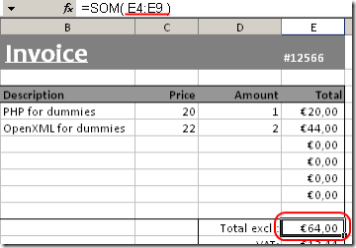 fx =SOM( E4:E9 )
B C D E
Invoice #12566
Description Price Amount Total
PHP for dummies 20 1 €20,00
OpenXML for dummies 22 2 €44,00
€0,00
€0,00
€0,00
€0,00
Total excl: €64,00
VAT: